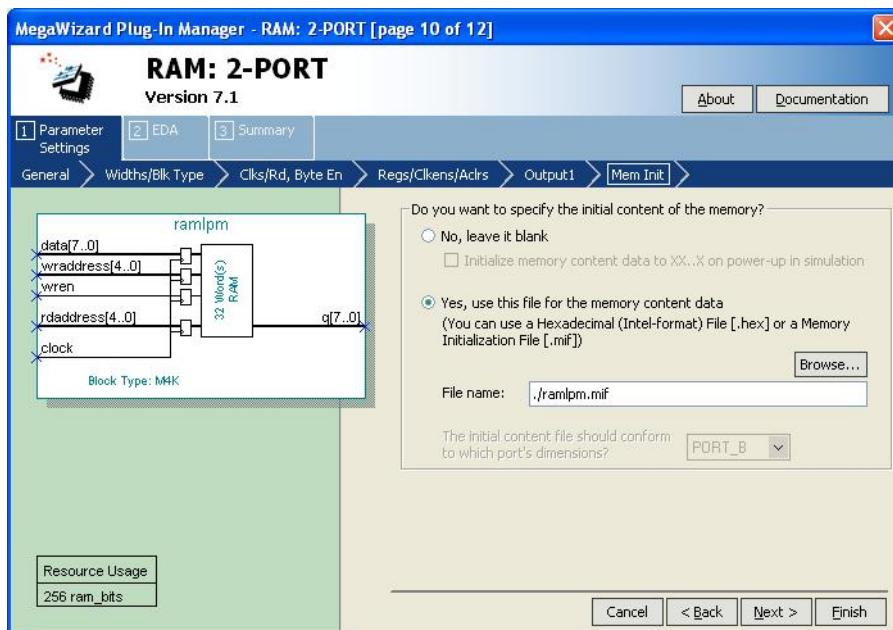 MegaWizard Plug-In Manager - RAM: 2-PORT [page 10 of 12]
RAM: 2-PORT
Version 7.1
About
Documentation
1 Parameter Settings
2 EDA
3 Summary
General
Widths/Blk Type
Clks/Rd, Byte En
Regs/Clkens/Aclrs
Output1
Mem Init
ramlpm
data[7..0]
wraddress[4..0]
wren
rdaddress[4..0]
clock
32 Word(s)
RAM
q[7..0]
Block Type: M4K
Resource Usage
256 ram_bits
Do you want to specify the initial content of the memory?
No, leave it blank
Initialize memory content data to XX..X on power-up in simulation
Yes, use this file for the memory content data
(You can use a Hexadecimal (Intel-format) File [.hex] or a Memory
Initialization File [.mif])
Browse...
File name:
./ramlpm.mif
The initial content file should conform
to which port's dimensions?
PORT_B
Cancel
< Back
Next >
Finish